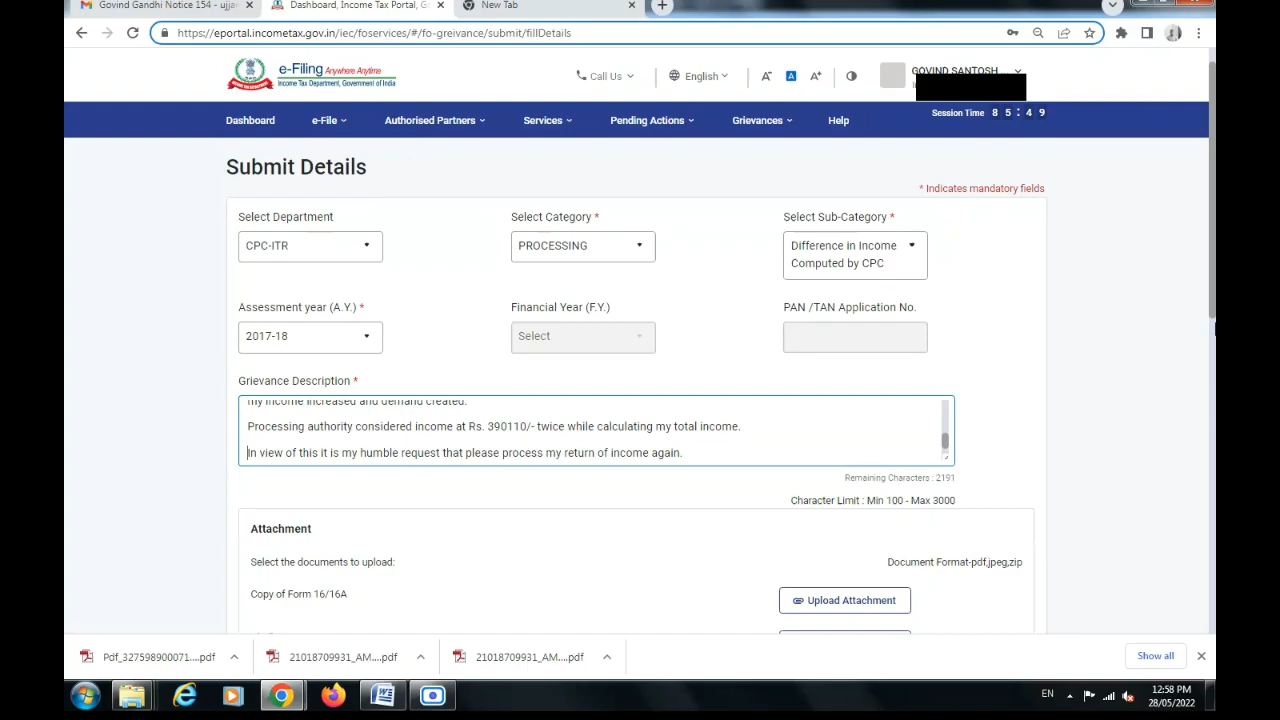 Govind Gandhi Notice 154 - ujja
Dashboard, Income Tax Portal, G
New Tab
https://eportal.incometax.gov.in/iec/foservices/#/fo-greivance/submit/fillDetails
e-Filing Anywhere Anytime
Income Tax Department, Government of India
Call Us
English
A A A
GOVIND SANTOSH ...
Dashboard
e-File
Authorised Partners
Services
Pending Actions
Grievances
Help
Session Time 8 5 : 4 9
Submit Details
* Indicates mandatory fields
Select Department
Select Category *
Select Sub-Category *
CPC-ITR
PROCESSING
Difference in Income
Computed by CPC
Assessment year (A.Y.) *
Financial Year (F.Y.)
PAN /TAN Application No.
2017-18
Select
Grievance Description *
my income increased and demand created.
Processing authority considered income at Rs. 390110/- twice while calculating my total income.
In view of this it is my humble request that please process my return of income again.
Remaining Characters : 2191
Character Limit : Min 100 - Max 3000
Attachment
Select the documents to upload:
Document Format-pdf,jpeg,zip
Copy of Form 16/16A
Upload Attachment
Pdf_327598900071....pdf
21018709931_AM....pdf
21018709931_AM....pdf
Show all
EN
12:58 PM
28/05/2022